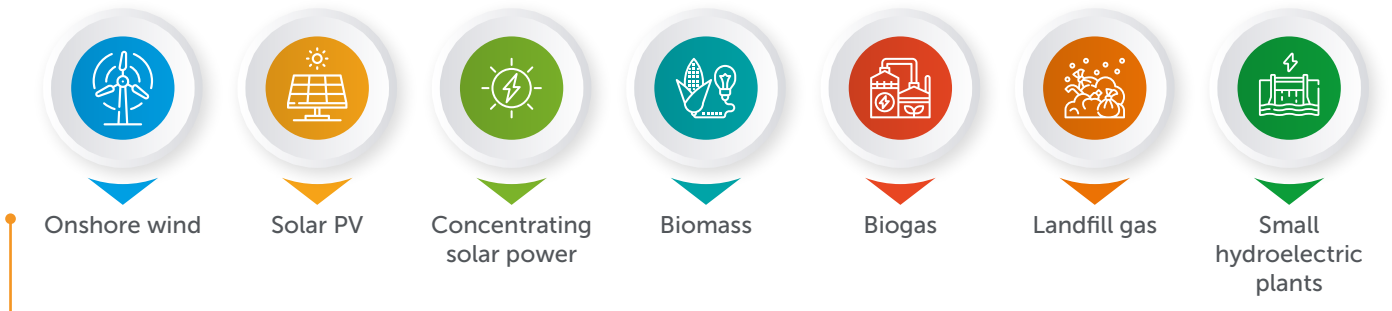 Onshore wind
Solar PV
Concentrating
solar power
Biomass
Biogas
Landfill gas
Small
hydroelectric
plants